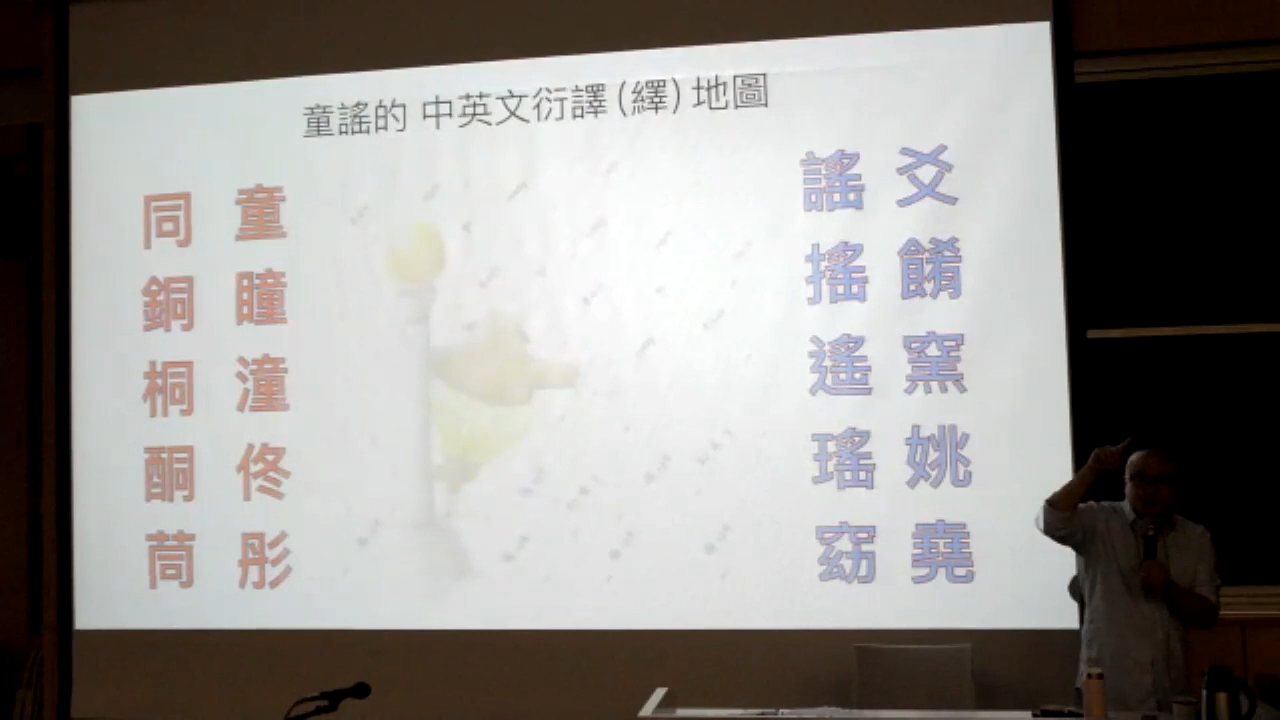 童謠的 中英文衍譯(繹)地圖
同 童
銅 瞳
桐 潼
酮 佟
茼 彤
謠 爻
搖 餚
遙 窯
瑤 姚
窈 堯